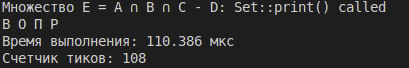 Множество E = A ∩ B ∩ C - D: Set::print() called
В О П Р
Время выполнения: 110.386 мкс
Счетчик тиков: 108